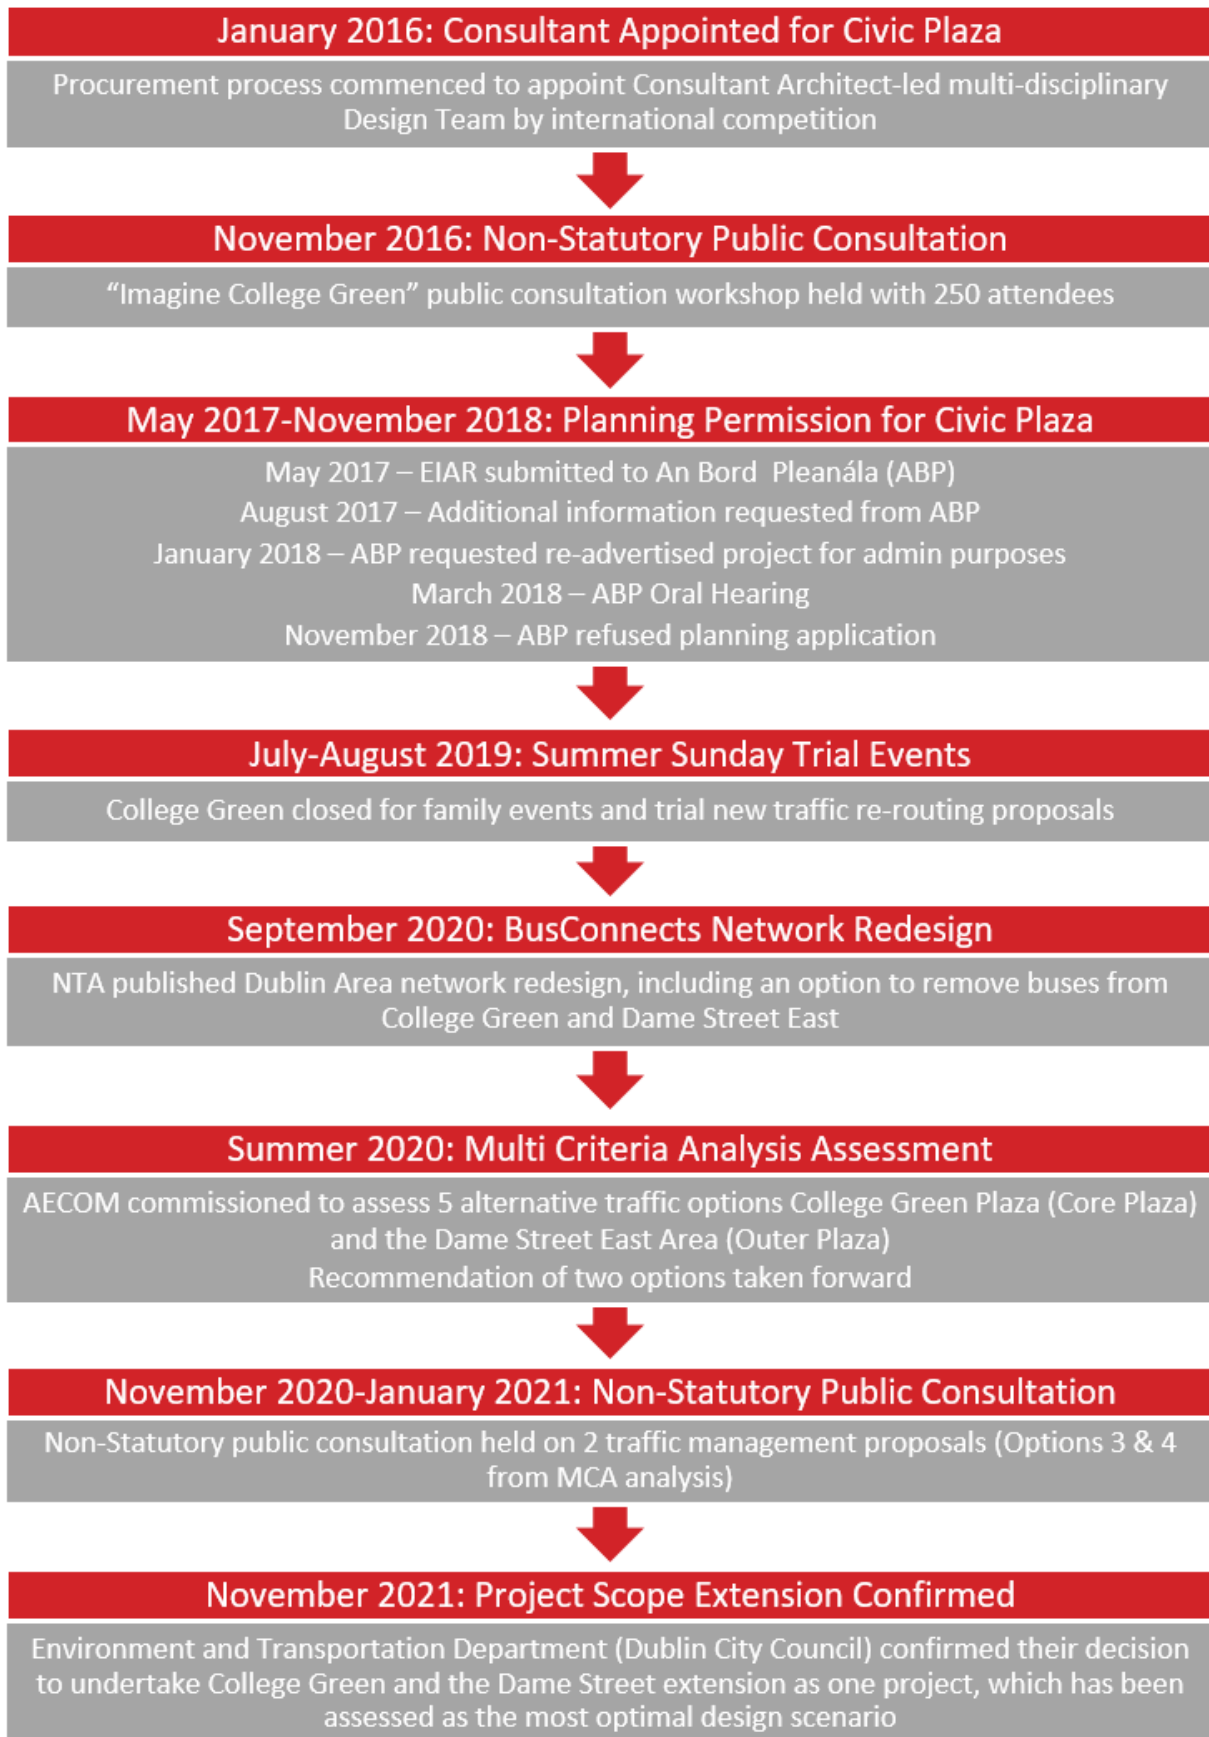 January 2016: Consultant Appointed for Civic Plaza
Procurement process commenced to appoint Consultant Architect-led multi-disciplinary
Design Team by international competition
November 2016: Non-Statutory Public Consultation
“Imagine College Green” public consultation workshop held with 250 attendees
May 2017-November 2018: Planning Permission for Civic Plaza
May 2017 – EIAR submitted to An Bord Pleanála (ABP)
August 2017 – Additional information requested from ABP
January 2018 – ABP requested re-advertised project for admin purposes
March 2018 – ABP Oral Hearing
November 2018 – ABP refused planning application
July-August 2019: Summer Sunday Trial Events
College Green closed for family events and trial new traffic re-routing proposals
September 2020: BusConnects Network Redesign
NTA published Dublin Area network redesign, including an option to remove buses from
College Green and Dame Street East
Summer 2020: Multi Criteria Analysis Assessment
AECOM commissioned to assess 5 alternative traffic options College Green Plaza (Core Plaza)
and the Dame Street East Area (Outer Plaza)
Recommendation of two options taken forward
November 2020-January 2021: Non-Statutory Public Consultation
Non-Statutory public consultation held on 2 traffic management proposals (Options 3 & 4
from MCA analysis)
November 2021: Project Scope Extension Confirmed
Environment and Transportation Department (Dublin City Council) confirmed their decision
to undertake College Green and the Dame Street extension as one project, which has been
assessed as the most optimal design scenario